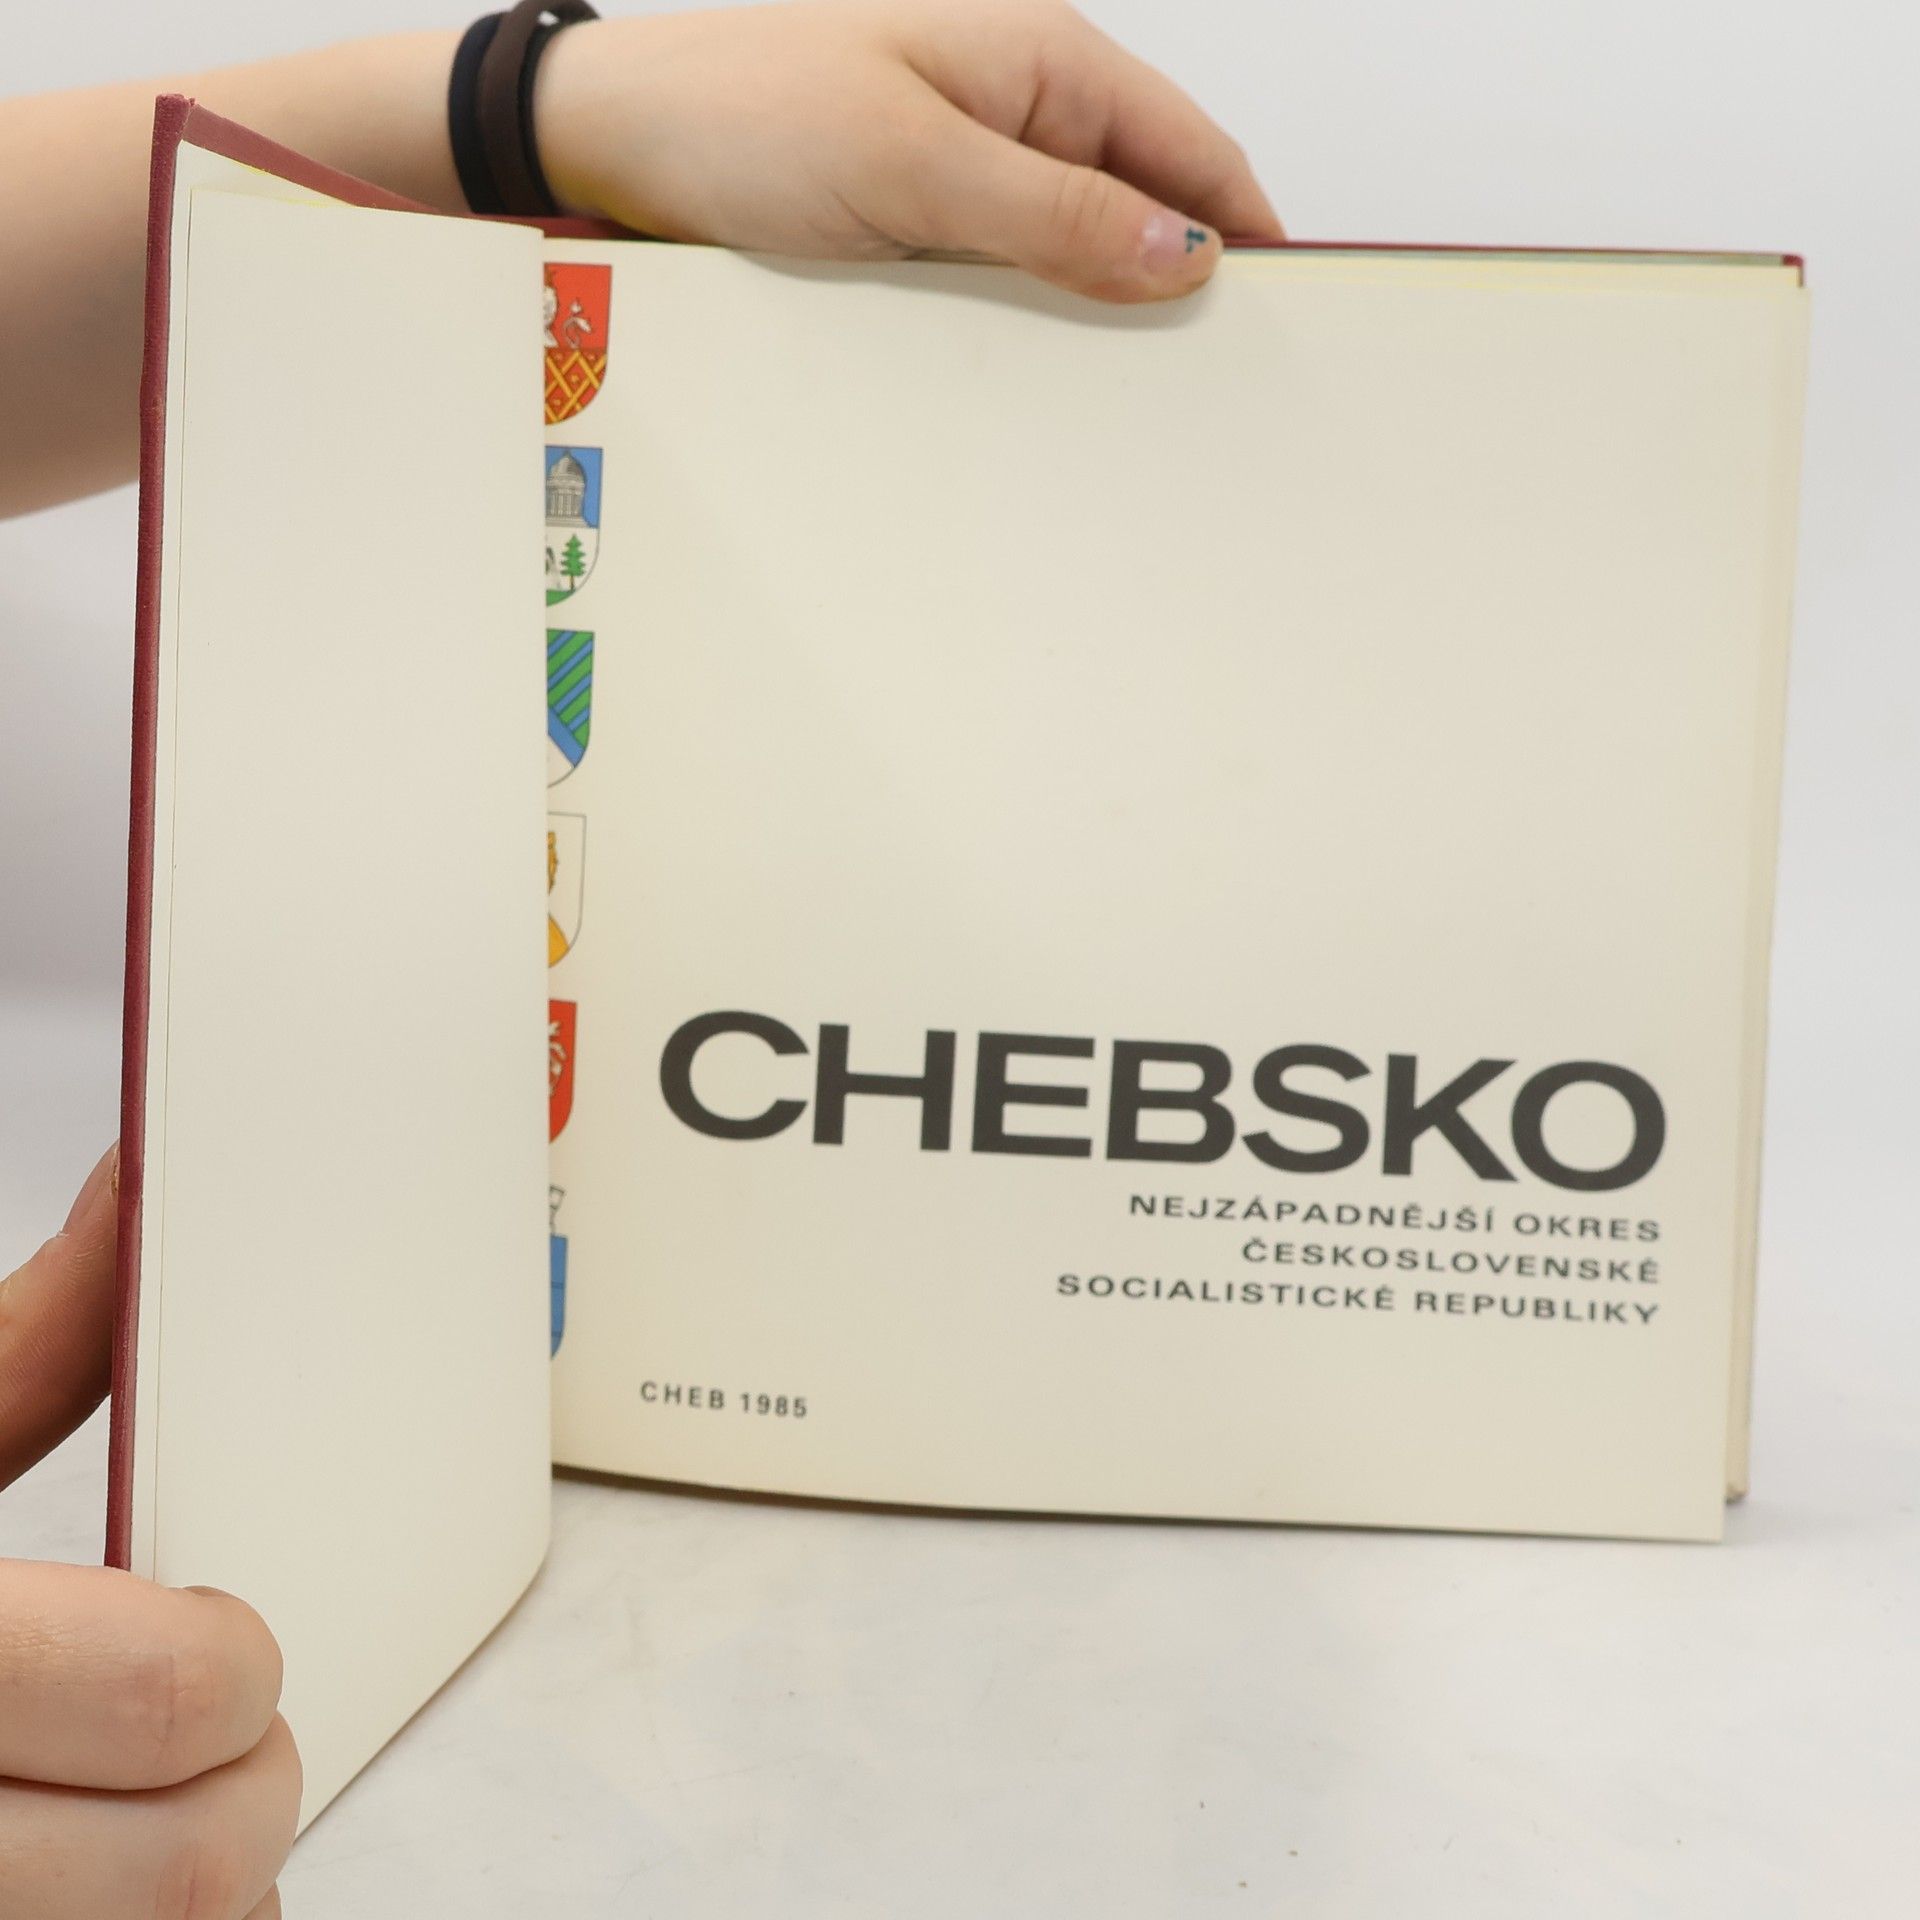 CHEBSKO
NEJZÁPADNĚJŠÍ OKRES
ČESKOSLOVENSKÉ
SOCIALISTICKÉ REPUBLIKY
CHEB 1985